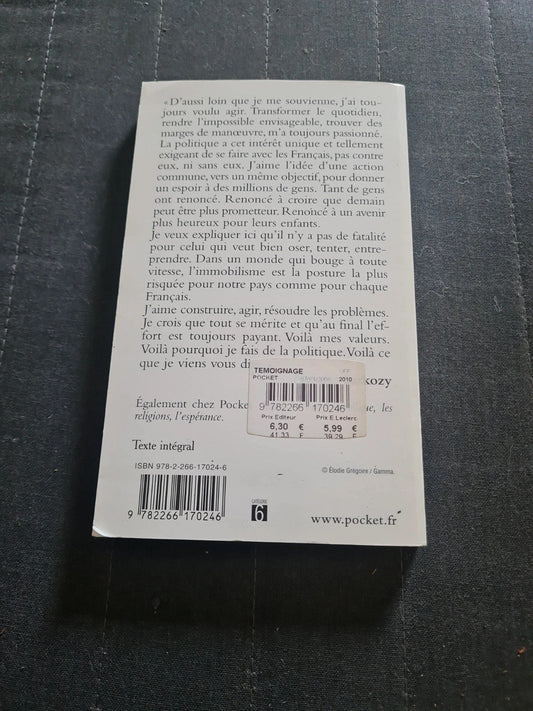 « D'aussi loin que je me souvienne, j'ai tou-
jours voulu agir. Transformer le quotidien,
rendre l'impossible envisageable, trouver des
marges de manœuvre, m'a toujours passionné.
La politique a cet intérêt unique et tellement
exigeant de se faire avec les Français, pas contre
eux, ni sans eux. J'aime l'idée d'une action
commune, vers un même objectif, pour donner
un espoir à des millions de gens. Tant de gens
ont renoncé. Renoncé à croire que demain
peut être plus prometteur. Renoncé à un avenir
plus heureux pour leurs enfants.
Je veux expliquer ici qu'il n'y a pas de fatalité
pour celui qui veut bien oser, tenter, entre-
prendre. Dans un monde qui bouge à toute
vitesse, l'immobilisme est la posture la plus
risquée pour notre pays comme pour chaque
Français.
J'aime construire, agir, résoudre les problèmes.
Je crois que tout se mérite et qu'au final l'ef-
fort est toujours payant. Voilà mes valeurs.
Voilà pourquoi je fais de la politique. Voilà ce
que je viens vous di
kozy
TEMOIGNAGE OFF
POCKET 2010
9 782266 170246
Prix Editeur Prix E.Leclerc
6,30 € 5,99 €
41.33 F 39.29 F
Également chez Pocke ue, les
religions, l'espérance.
Texte intégral
© Élodie Grégoire / Gamma.
ISBN 978-2-266-17024-6
9 782266 170246
CATÉGORIE
6
www.pocket.fr